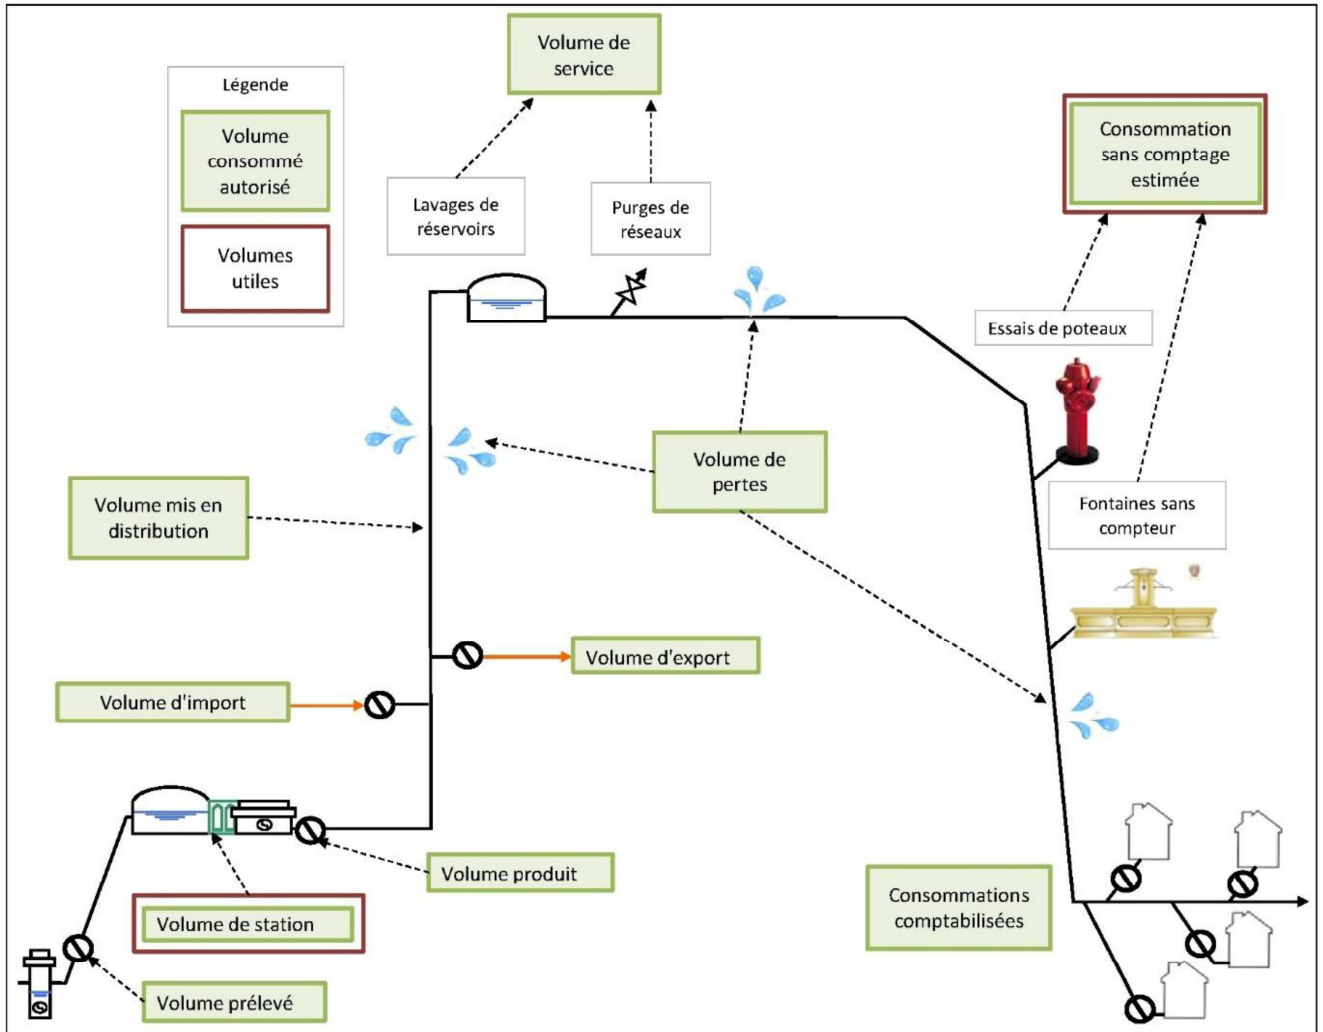 Volume de
service
Légende
Volume
consommé
autorisé
Volumes
utiles
Consommation
sans comptage
estimée
Lavages de
réservoirs
Purges de
réseaux
Essais de poteaux
Volume de
pertes
Volume mis en
distribution
Fontaines sans
compteur
Volume d'export
Volume d'import
Volume produit
Consommations
comptabilisées
Volume de station
Volume prélevé